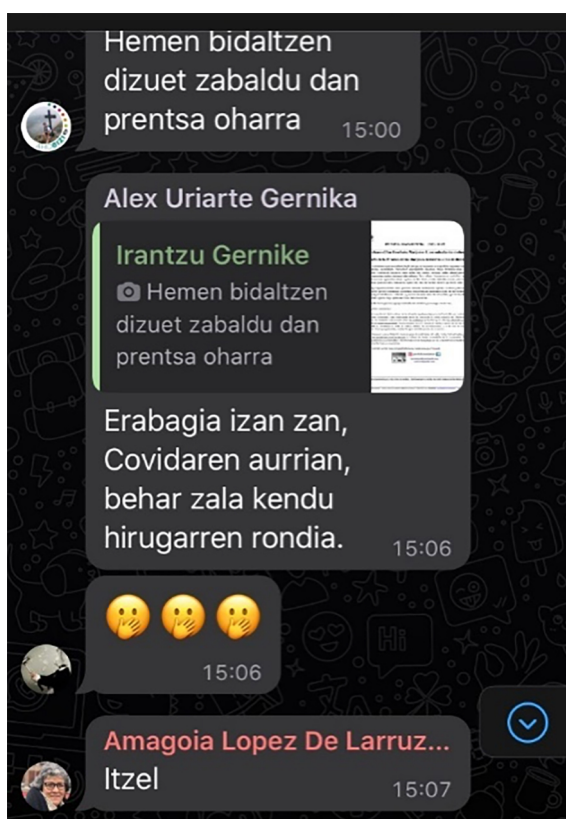 Hemen bidaltzen
dizuet zabaldu dan
prentsa oharra
15:00
Alex Uriarte Gernika
Irantzu Gernike
Hemen bidaltzen
dizuet zabaldu dan
prentsa oharra
Erabagia izan zan,
Covidaren aurrian,
behar zala kendu
hirugarren rondia.
15:06
15:06
Amagoia Lopez De Larruz...
Itzel
15:07